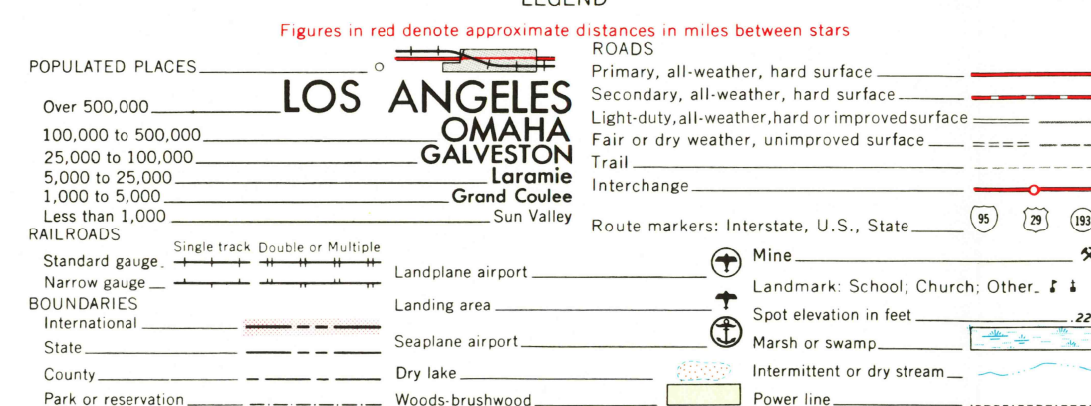 LEGEND
Figures in red denote approximate distances in miles between stars
POPULATED PLACES
Over 500,000 LOS ANGELES
100,000 to 500,000 OMAHA
25,000 to 100,000 GALVESTON
5,000 to 25,000 Laramie
1,000 to 5,000 Grand Coulee
Less than 1,000 Sun Valley
RAILROADS
Single track Double or Multiple
Standard gauge
Narrow gauge
BOUNDARIES
International
State
County
Park or reservation
Landplane airport
Landing area
Seaplane airport
Dry lake
Woods-brushwood
ROADS
Primary, all-weather, hard surface
Secondary, all-weather, hard surface
Light-duty, all-weather, hard or improved surface
Fair or dry weather, unimproved surface
Trail
Interchange
Route markers: Interstate, U.S., State 95 29 193
Mine
Landmark: School; Church; Other
Spot elevation in feet
Marsh or swamp
Intermittent or dry stream
Power line